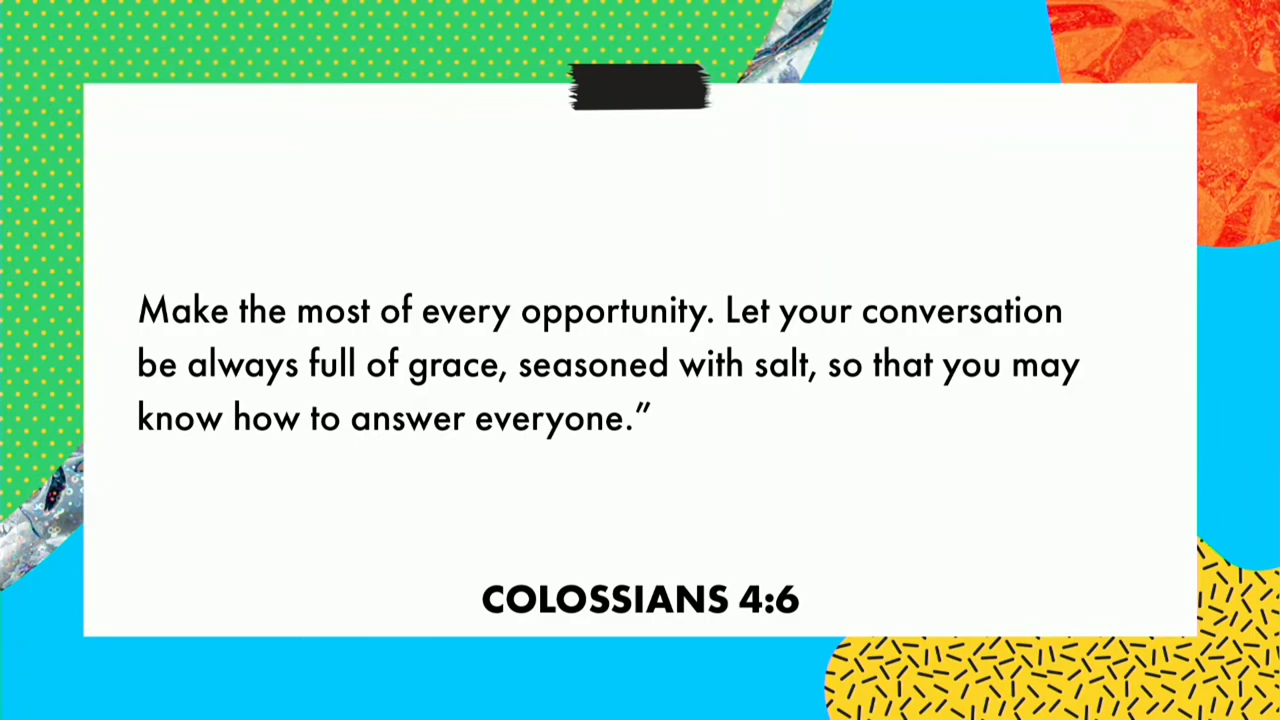 Make the most of every opportunity. Let your conversation
be always full of grace, seasoned with salt, so that you may
know how to answer everyone.”
COLOSSIANS 4:6